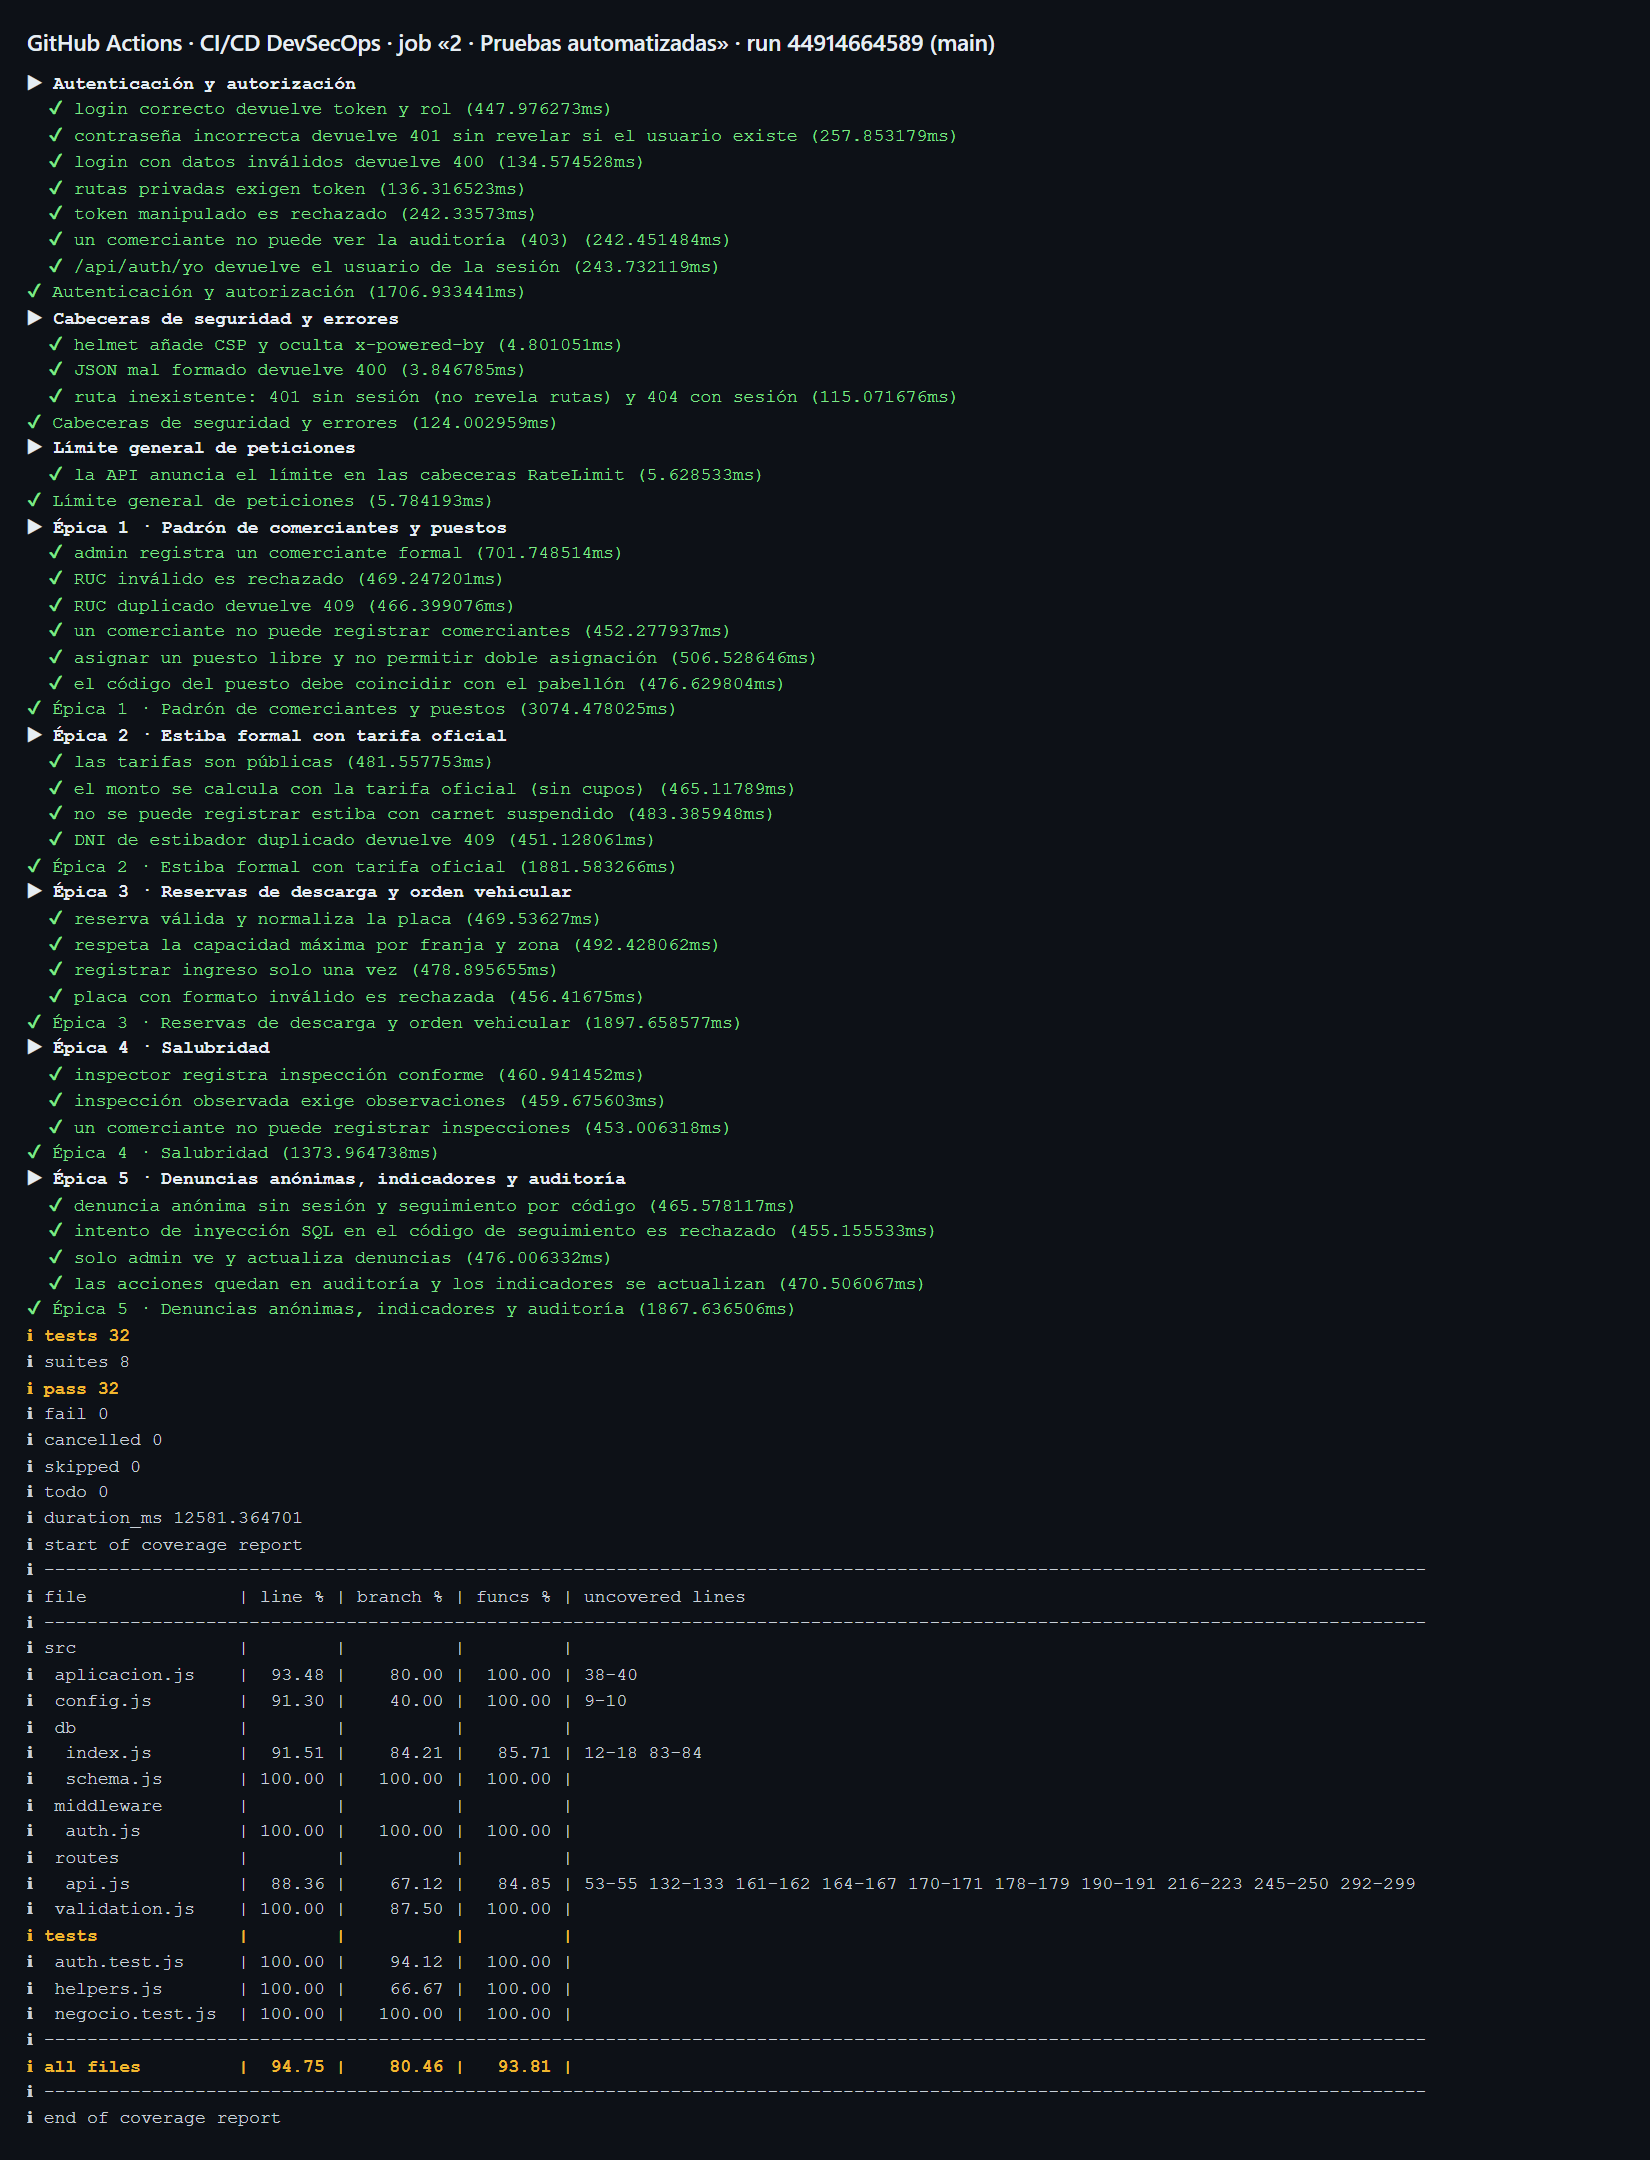 GitHub Actions · CI/CD DevSecOps · job «2 · Pruebas automatizadas» · run 44914664589 (main)
▶ Autenticación y autorización
✓ login correcto devuelve token y rol (447.976273ms)
✓ contraseña incorrecta devuelve 401 sin revelar si el usuario existe (257.853179ms)
✓ login con datos inválidos devuelve 400 (134.574528ms)
✓ rutas privadas exigen token (136.316523ms)
✓ token manipulado es rechazado (242.33573ms)
✓ un comerciante no puede ver la auditoría (403) (242.451484ms)
✓ /api/auth/yo devuelve el usuario de la sesión (243.732119ms)
✓ Autenticación y autorización (1706.933441ms)
▶ Cabeceras de seguridad y errores
✓ helmet añade CSP y oculta x-powered-by (4.801051ms)
✓ JSON mal formado devuelve 400 (3.846785ms)
✓ ruta inexistente: 401 sin sesión (no revela rutas) y 404 con sesión (115.071676ms)
✓ Cabeceras de seguridad y errores (124.002959ms)
▶ Límite general de peticiones
✓ la API anuncia el límite en las cabeceras RateLimit (5.628533ms)
✓ Límite general de peticiones (5.784193ms)
▶ Épica 1 · Padrón de comerciantes y puestos
✓ admin registra un comerciante formal (701.748514ms)
✓ RUC inválido es rechazado (469.247201ms)
✓ RUC duplicado devuelve 409 (466.399076ms)
✓ un comerciante no puede registrar comerciantes (452.277937ms)
✓ asignar un puesto libre y no permitir doble asignación (506.528646ms)
✓ el código del puesto debe coincidir con el pabellón (476.629804ms)
✓ Épica 1 · Padrón de comerciantes y puestos (3074.478025ms)
▶ Épica 2 · Estiba formal con tarifa oficial
✓ las tarifas son públicas (481.557753ms)
✓ el monto se calcula con la tarifa oficial (sin cupos) (465.11789ms)
✓ no se puede registrar estiba con carnet suspendido (483.385948ms)
✓ DNI de estibador duplicado devuelve 409 (451.128061ms)
✓ Épica 2 · Estiba formal con tarifa oficial (1881.583266ms)
▶ Épica 3 · Reservas de descarga y orden vehicular
✓ reserva válida y normaliza la placa (469.53627ms)
✓ respeta la capacidad máxima por franja y zona (492.428062ms)
✓ registrar ingreso solo una vez (478.895655ms)
✓ placa con formato inválido es rechazada (456.41675ms)
✓ Épica 3 · Reservas de descarga y orden vehicular (1897.658577ms)
▶ Épica 4 · Salubridad
✓ inspector registra inspección conforme (460.941452ms)
✓ inspección observada exige observaciones (459.675603ms)
✓ un comerciante no puede registrar inspecciones (453.006318ms)
✓ Épica 4 · Salubridad (1373.964738ms)
▶ Épica 5 · Denuncias anónimas, indicadores y auditoría
✓ denuncia anónima sin sesión y seguimiento por código (465.578117ms)
✓ intento de inyección SQL en el código de seguimiento es rechazado (455.155533ms)
✓ solo admin ve y actualiza denuncias (476.006332ms)
✓ las acciones quedan en auditoría y los indicadores se actualizan (470.506067ms)
✓ Épica 5 · Denuncias anónimas, indicadores y auditoría (1867.636506ms)
ℹ tests 32
ℹ suites 8
ℹ pass 32
ℹ fail 0
ℹ cancelled 0
ℹ skipped 0
ℹ todo 0
ℹ duration_ms 12581.364701
ℹ start of coverage report
ℹ --------------------------------------------------------------------------------------------------------------------------------
ℹ file | line % | branch % | funcs % | uncovered lines
ℹ --------------------------------------------------------------------------------------------------------------------------------
ℹ src | | | |
ℹ aplicacion.js | 93.48 | 80.00 | 100.00 | 38-40
ℹ config.js | 91.30 | 40.00 | 100.00 | 9-10
ℹ db | | | |
ℹ index.js | 91.51 | 84.21 | 85.71 | 12-18 83-84
ℹ schema.js | 100.00 | 100.00 | 100.00 |
ℹ middleware | | | |
ℹ auth.js | 100.00 | 100.00 | 100.00 |
ℹ routes | | | |
ℹ api.js | 88.36 | 67.12 | 84.85 | 53-55 132-133 161-162 164-167 170-171 178-179 190-191 216-223 245-250 292-299
ℹ validation.js | 100.00 | 87.50 | 100.00 |
ℹ tests | | | |
ℹ auth.test.js | 100.00 | 94.12 | 100.00 |
ℹ helpers.js | 100.00 | 66.67 | 100.00 |
ℹ negocio.test.js | 100.00 | 100.00 | 100.00 |
ℹ --------------------------------------------------------------------------------------------------------------------------------
ℹ all files | 94.75 | 80.46 | 93.81 |
ℹ --------------------------------------------------------------------------------------------------------------------------------
ℹ end of coverage report